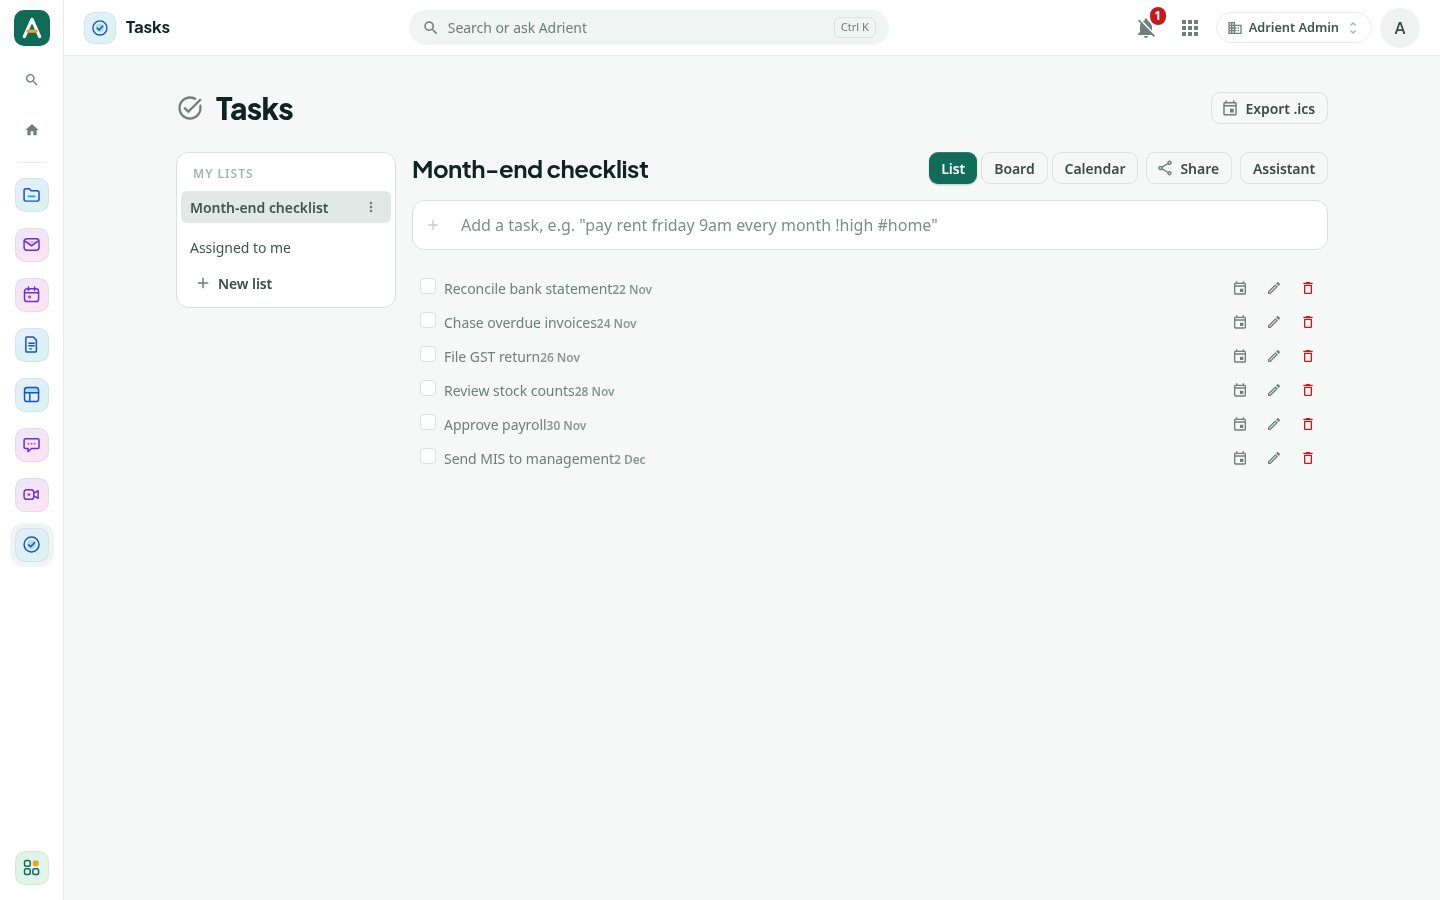 Tasks
Search or ask Adrient
Ctrl K
1
Adrient Admin
A
Tasks
Export .ics
MY LISTS
Month-end checklist
Assigned to me
New list
Month-end checklist
List
Board
Calendar
Share
Assistant
Add a task, e.g. "pay rent friday 9am every month !high #home"
Reconcile bank statement22 Nov
Chase overdue invoices24 Nov
File GST return26 Nov
Review stock counts28 Nov
Approve payroll30 Nov
Send MIS to management2 Dec